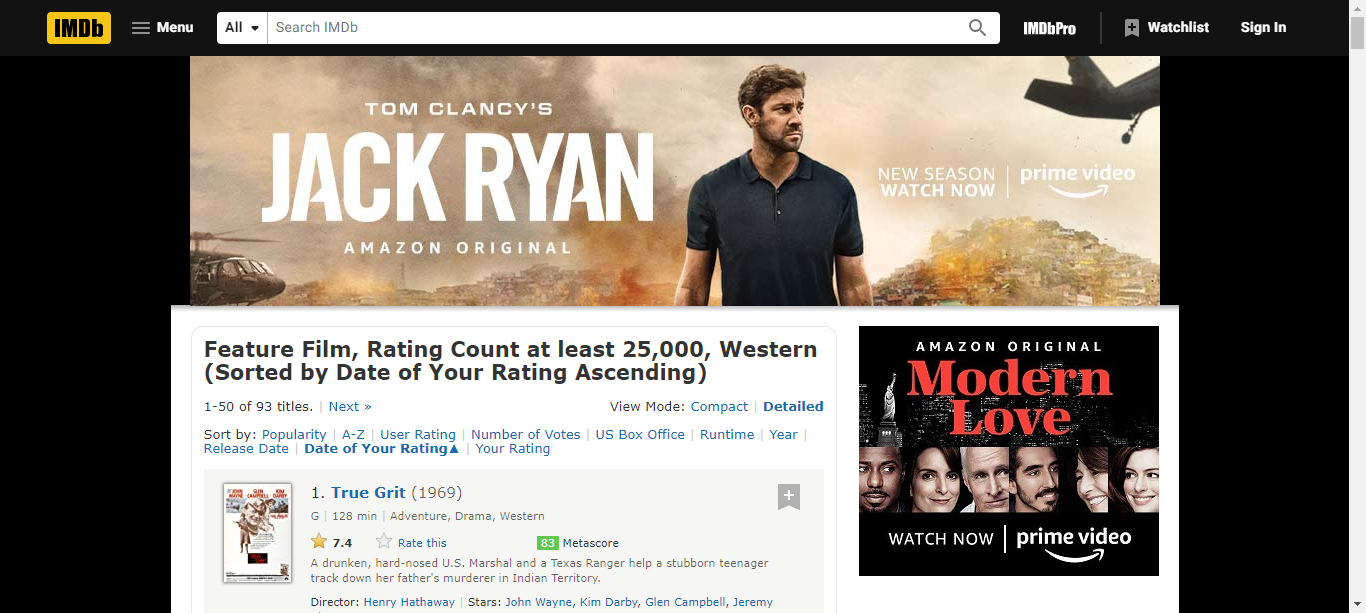 IMDb
Menu
All
Search IMDb
IMDbPro
Watchlist
Sign In
TOM CLANCY'S
JACK RYAN
AMAZON ORIGINAL
NEW SEASON
WATCH NOW
prime video
Feature Film, Rating Count at least 25,000, Western
(Sorted by Date of Your Rating Ascending)
1-50 of 93 titles. | Next »
View Mode: Compact | Detailed
Sort by: Popularity | A-Z | User Rating | Number of Votes | US Box Office | Runtime | Year |
Release Date | Date of Your Rating▲ | Your Rating
1. True Grit (1969)
G | 128 min | Adventure, Drama, Western
7.4 Rate this 83 Metascore
A drunken, hard-nosed U.S. Marshal and a Texas Ranger help a stubborn teenager
track down her father's murderer in Indian Territory.
Director: Henry Hathaway | Stars: John Wayne, Kim Darby, Glen Campbell, Jeremy
JOHN WAYNE GLEN CAMPBELL KIM DARBY
AMAZON ORIGINAL
Modern
Love
WATCH NOW
prime video